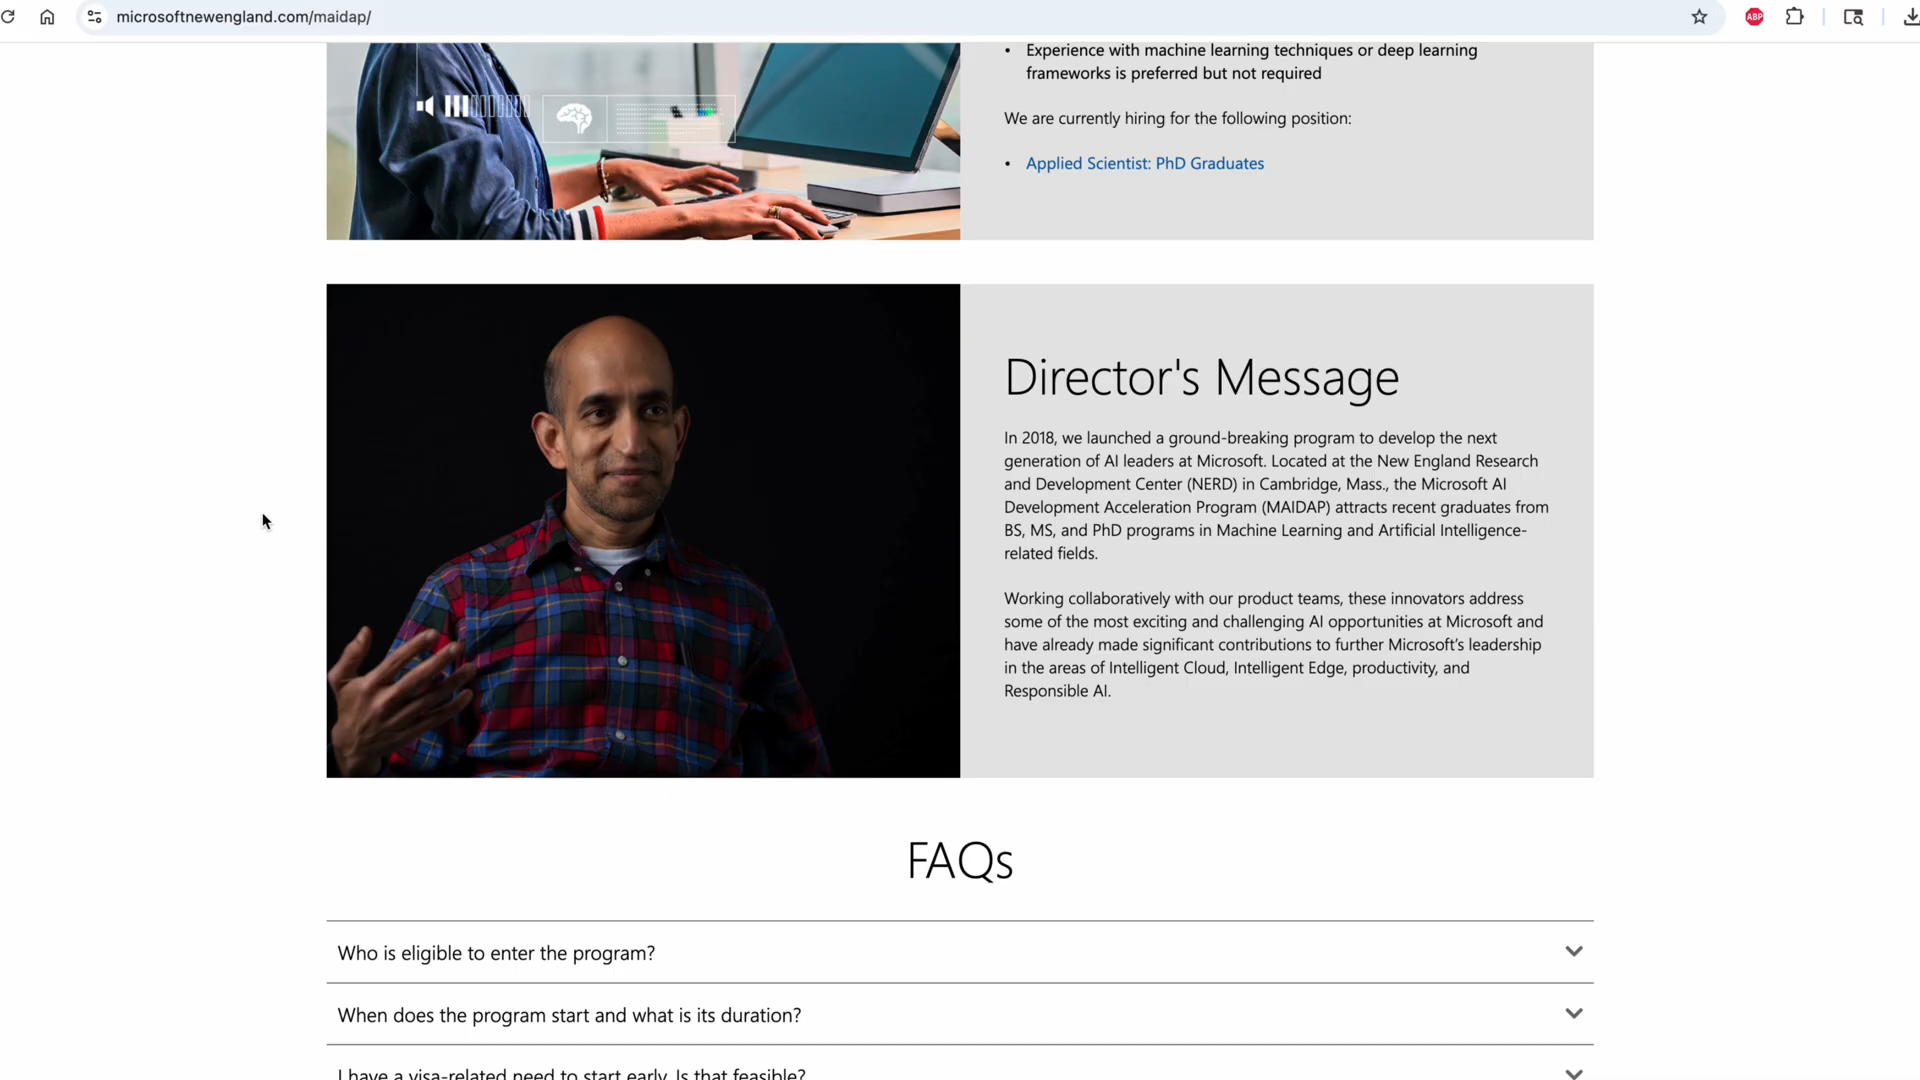 microsoftnewengland.com/maidap/
ABP
• Experience with machine learning techniques or deep learning
frameworks is preferred but not required
We are currently hiring for the following position:
• Applied Scientist: PhD Graduates
Director's Message
In 2018, we launched a ground-breaking program to develop the next
generation of AI leaders at Microsoft. Located at the New England Research
and Development Center (NERD) in Cambridge, Mass., the Microsoft AI
Development Acceleration Program (MAIDAP) attracts recent graduates from
BS, MS, and PhD programs in Machine Learning and Artificial Intelligence-
related fields.
Working collaboratively with our product teams, these innovators address
some of the most exciting and challenging AI opportunities at Microsoft and
have already made significant contributions to further Microsoft’s leadership
in the areas of Intelligent Cloud, Intelligent Edge, productivity, and
Responsible AI.
FAQs
Who is eligible to enter the program?
When does the program start and what is its duration?
I have a visa-related need to start early. Is that feasible?